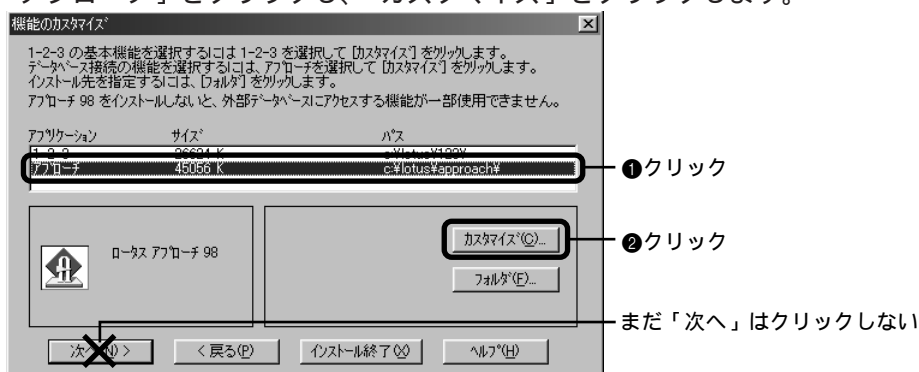 アプローチ」をクリックし、「カスタマイズ」をクリックします。
機能のカスタマイズ
1-2-3 の基本機能を選択するには 1-2-3 を選択して [カスタマイズ] をクリックします。
データベース接続の機能を選択するには、アプローチを選択して [カスタマイズ] をクリックします。
インストール先を指定するには、[フォルダ] をクリックします。
アプローチ 98 をインストールしないと、外部データベースにアクセスする機能が一部使用できません。
アプリケーション サイズ パス
1-2-3 26624 K c:¥lotus¥123¥
アプローチ 45056 K c:¥lotus¥approach¥
❶クリック
カスタマイズ(C)...
❷クリック
ロータス アプローチ 98
フォルダ(F)...
まだ「次へ」はクリックしない
次へ(N) > < 戻る(P) インストール終了(X) ヘルプ(H)